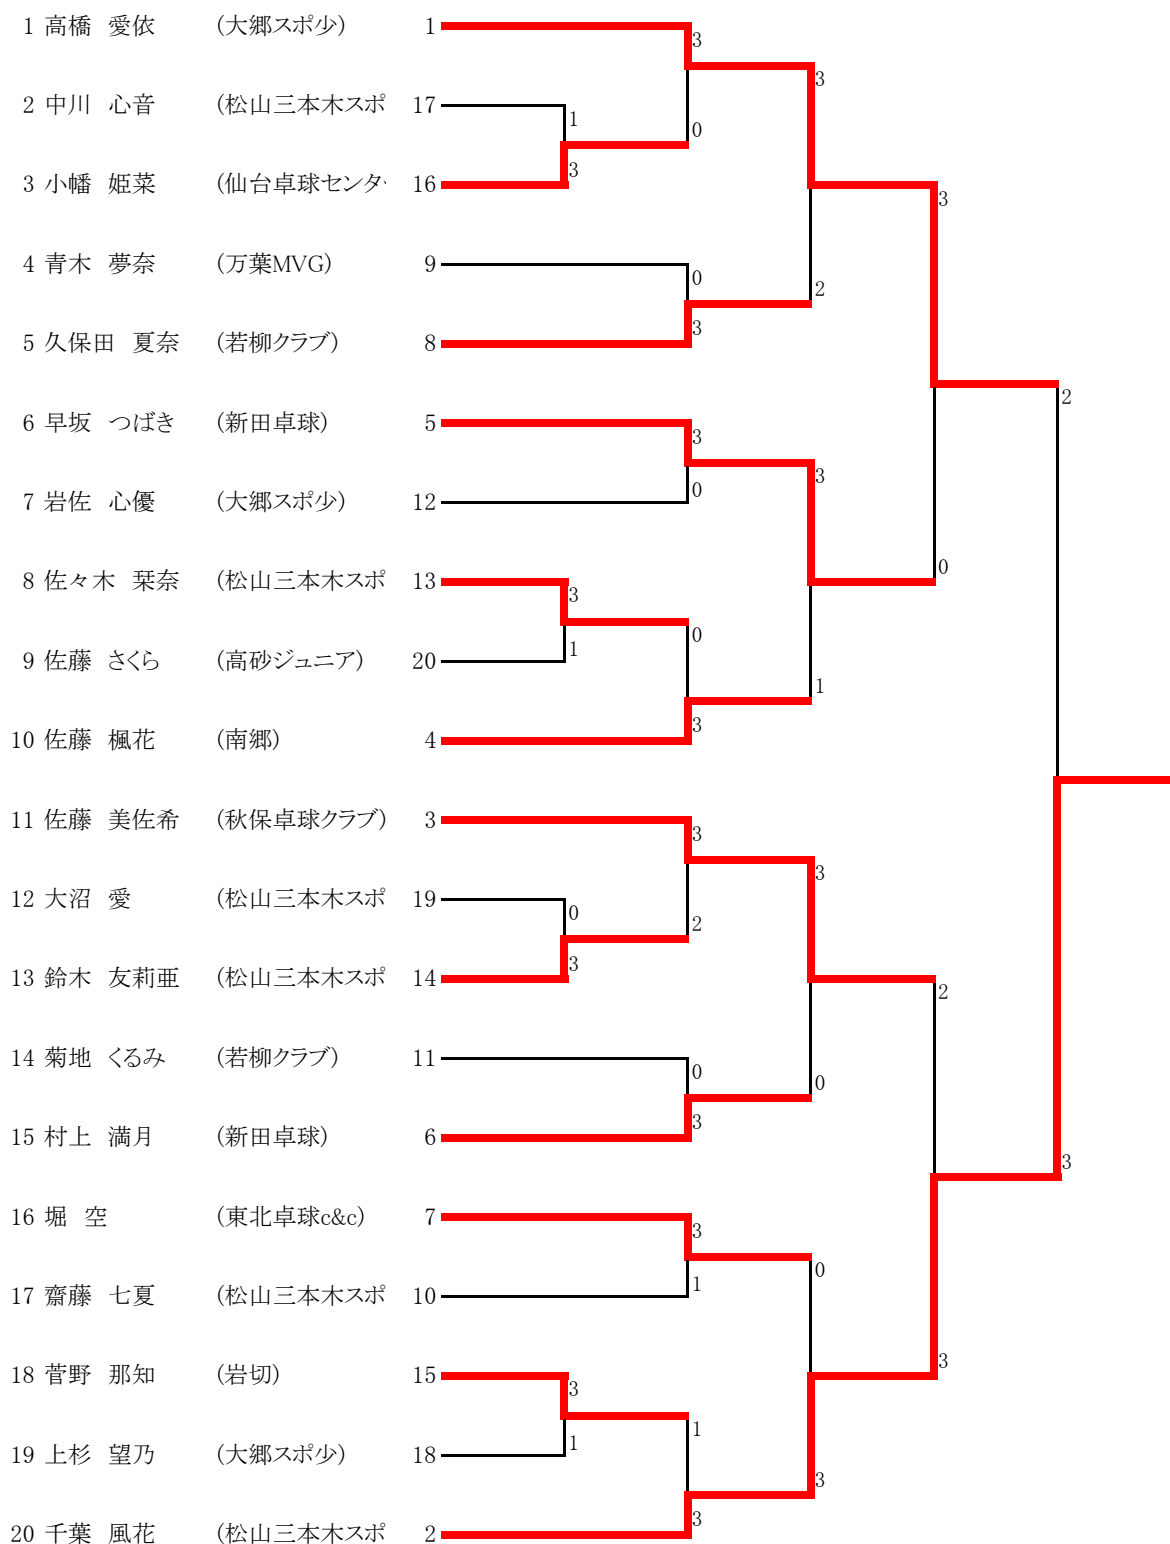 1 高橋 愛依 (大郷スポ少) 1
3
3
2 中川 心音 (松山三本木スポ 17
1
0
3
3 小幡 姫菜 (仙台卓球センタ 16
3
4 青木 夢奈 (万葉MVG) 9
0
2
3
5 久保田 夏奈 (若柳クラブ) 8
2
6 早坂 つばき (新田卓球) 5
3
3
0
7 岩佐 心優 (大郷スポ少) 12
0
8 佐々木 栞奈 (松山三本木スポ 13
3
0
1
9 佐藤 さくら (高砂ジュニア) 20
1
3
10 佐藤 楓花 (南郷) 4
11 佐藤 美佐希 (秋保卓球クラブ) 3
3
3
12 大沼 愛 (松山三本木スポ 19
0
2
3
13 鈴木 友莉亜 (松山三本木スポ 14
2
14 菊地 くるみ (若柳クラブ) 11
0
0
3
15 村上 満月 (新田卓球) 6
3
16 堀 空 (東北卓球c&c) 7
3
0
1
17 齋藤 七夏 (松山三本木スポ 10
3
18 菅野 那知 (岩切) 15
3
1
1
19 上杉 望乃 (大郷スポ少) 18
3
3
20 千葉 風花 (松山三本木スポ 2